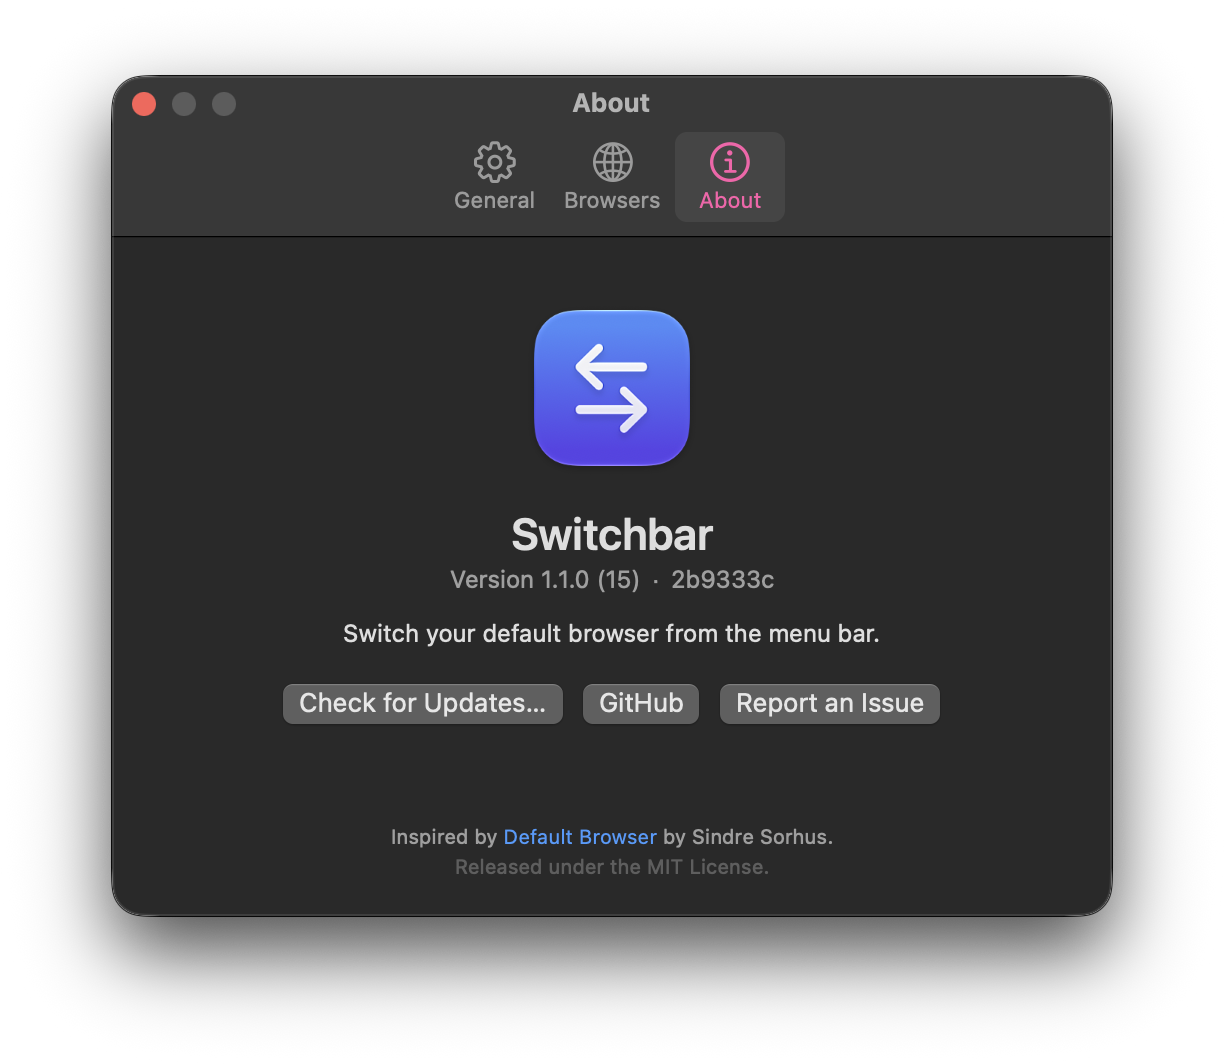 About
General Browsers About
Switchbar
Version 1.1.0 (15) · 2b9333c
Switch your default browser from the menu bar.
Check for Updates... GitHub Report an Issue
Inspired by Default Browser by Sindre Sorhus.
Released under the MIT License.